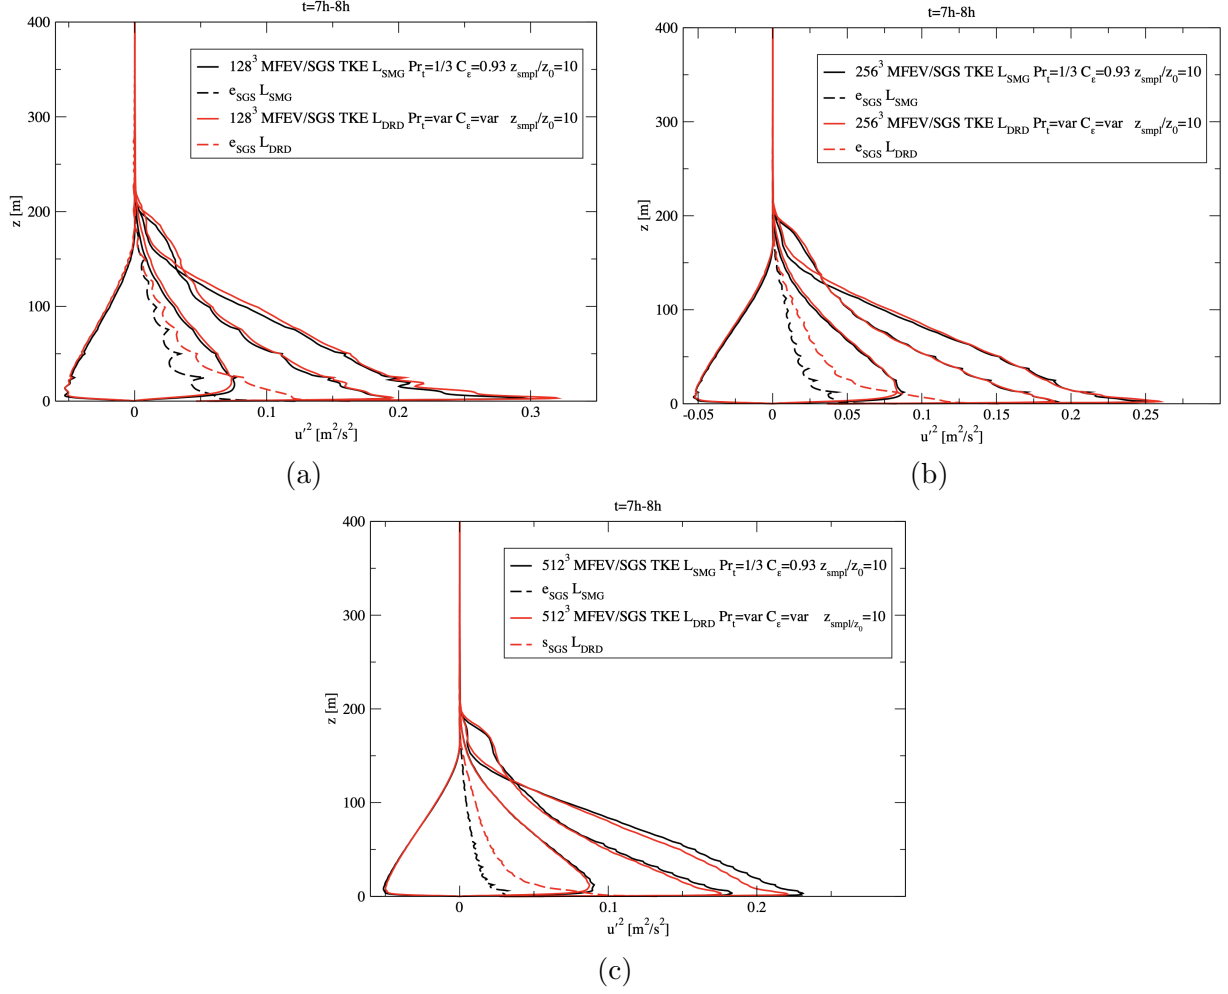 t=7h-8h
400
300
200
100
0
z [m]
128³ MFEV/SGS TKE L_SMG Pr_t=1/3 C_ε=0.93 z_smpl/z_0=10
e_SGS L_SMG
128³ MFEV/SGS TKE L_DRD Pr_t=var C_ε=var z_smpl/z_0=10
e_SGS L_DRD
0 0.1 0.2 0.3
u'² [m²/s²]
(a)
t=7h-8h
400
300
200
100
0
z [m]
256³ MFEV/SGS TKE L_SMG Pr_t=1/3 C_ε=0.93 z_smpl/z_0=10
e_SGS L_SMG
256³ MFEV/SGS TKE L_DRD Pr_t=var C_ε=var z_smpl/z_0=10
e_SGS L_DRD
-0.05 0 0.05 0.1 0.15 0.2 0.25
u'² [m²/s²]
(b)
t=7h-8h
400
300
200
100
0
z [m]
512³ MFEV/SGS TKE L_SMG Pr_t=1/3 C_ε=0.93 z_smpl/z_0=10
e_SGS L_SMG
512³ MFEV/SGS TKE L_DRD Pr_t=var C_ε=var z_smpl/z_0=10
s_SGS L_DRD
0 0.1 0.2
u'² [m²/s²]
(c)